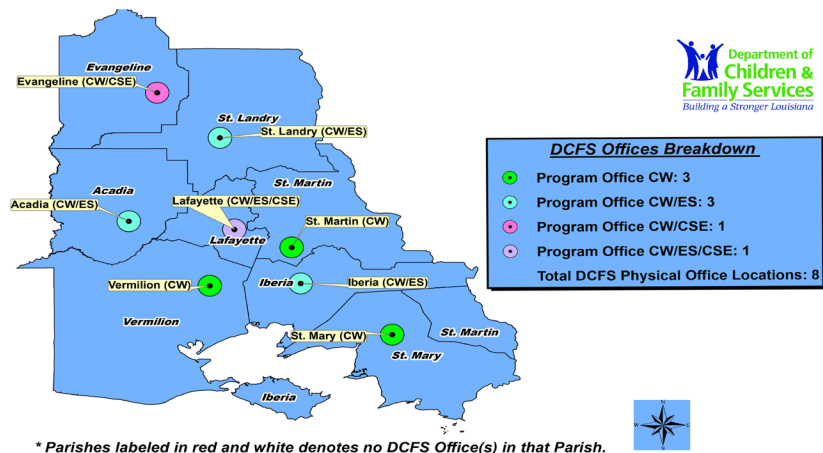 Evangeline
Evangeline (CW/CSE)
St. Landry
St. Landry (CW/ES)
St. Martin
Acadia
Acadia (CW/ES)
Lafayette (CW/ES/CSE)
Lafayette
St. Martin (CW)
Vermilion (CW)
Iberia
Iberia (CW/ES)
Vermilion
St. Mary (CW)
St. Martin
St. Mary
Iberia
Department of
Children &
Family Services
Building a Stronger Louisiana
DCFS Offices Breakdown
Program Office CW: 3
Program Office CW/ES: 3
Program Office CW/CSE: 1
Program Office CW/ES/CSE: 1
Total DCFS Physical Office Locations: 8
N
W E
S
* Parishes labeled in red and white denotes no DCFS Office(s) in that Parish.